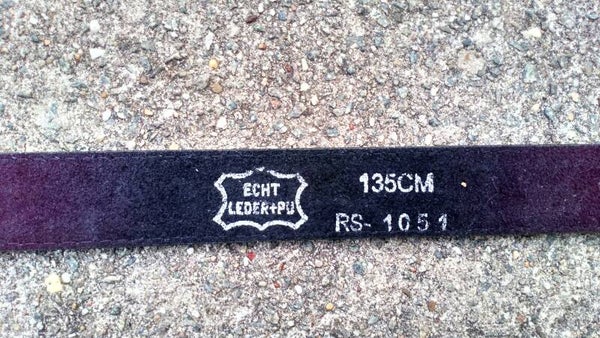 ECHT
LEDER+PU
135CM
RS- 1051